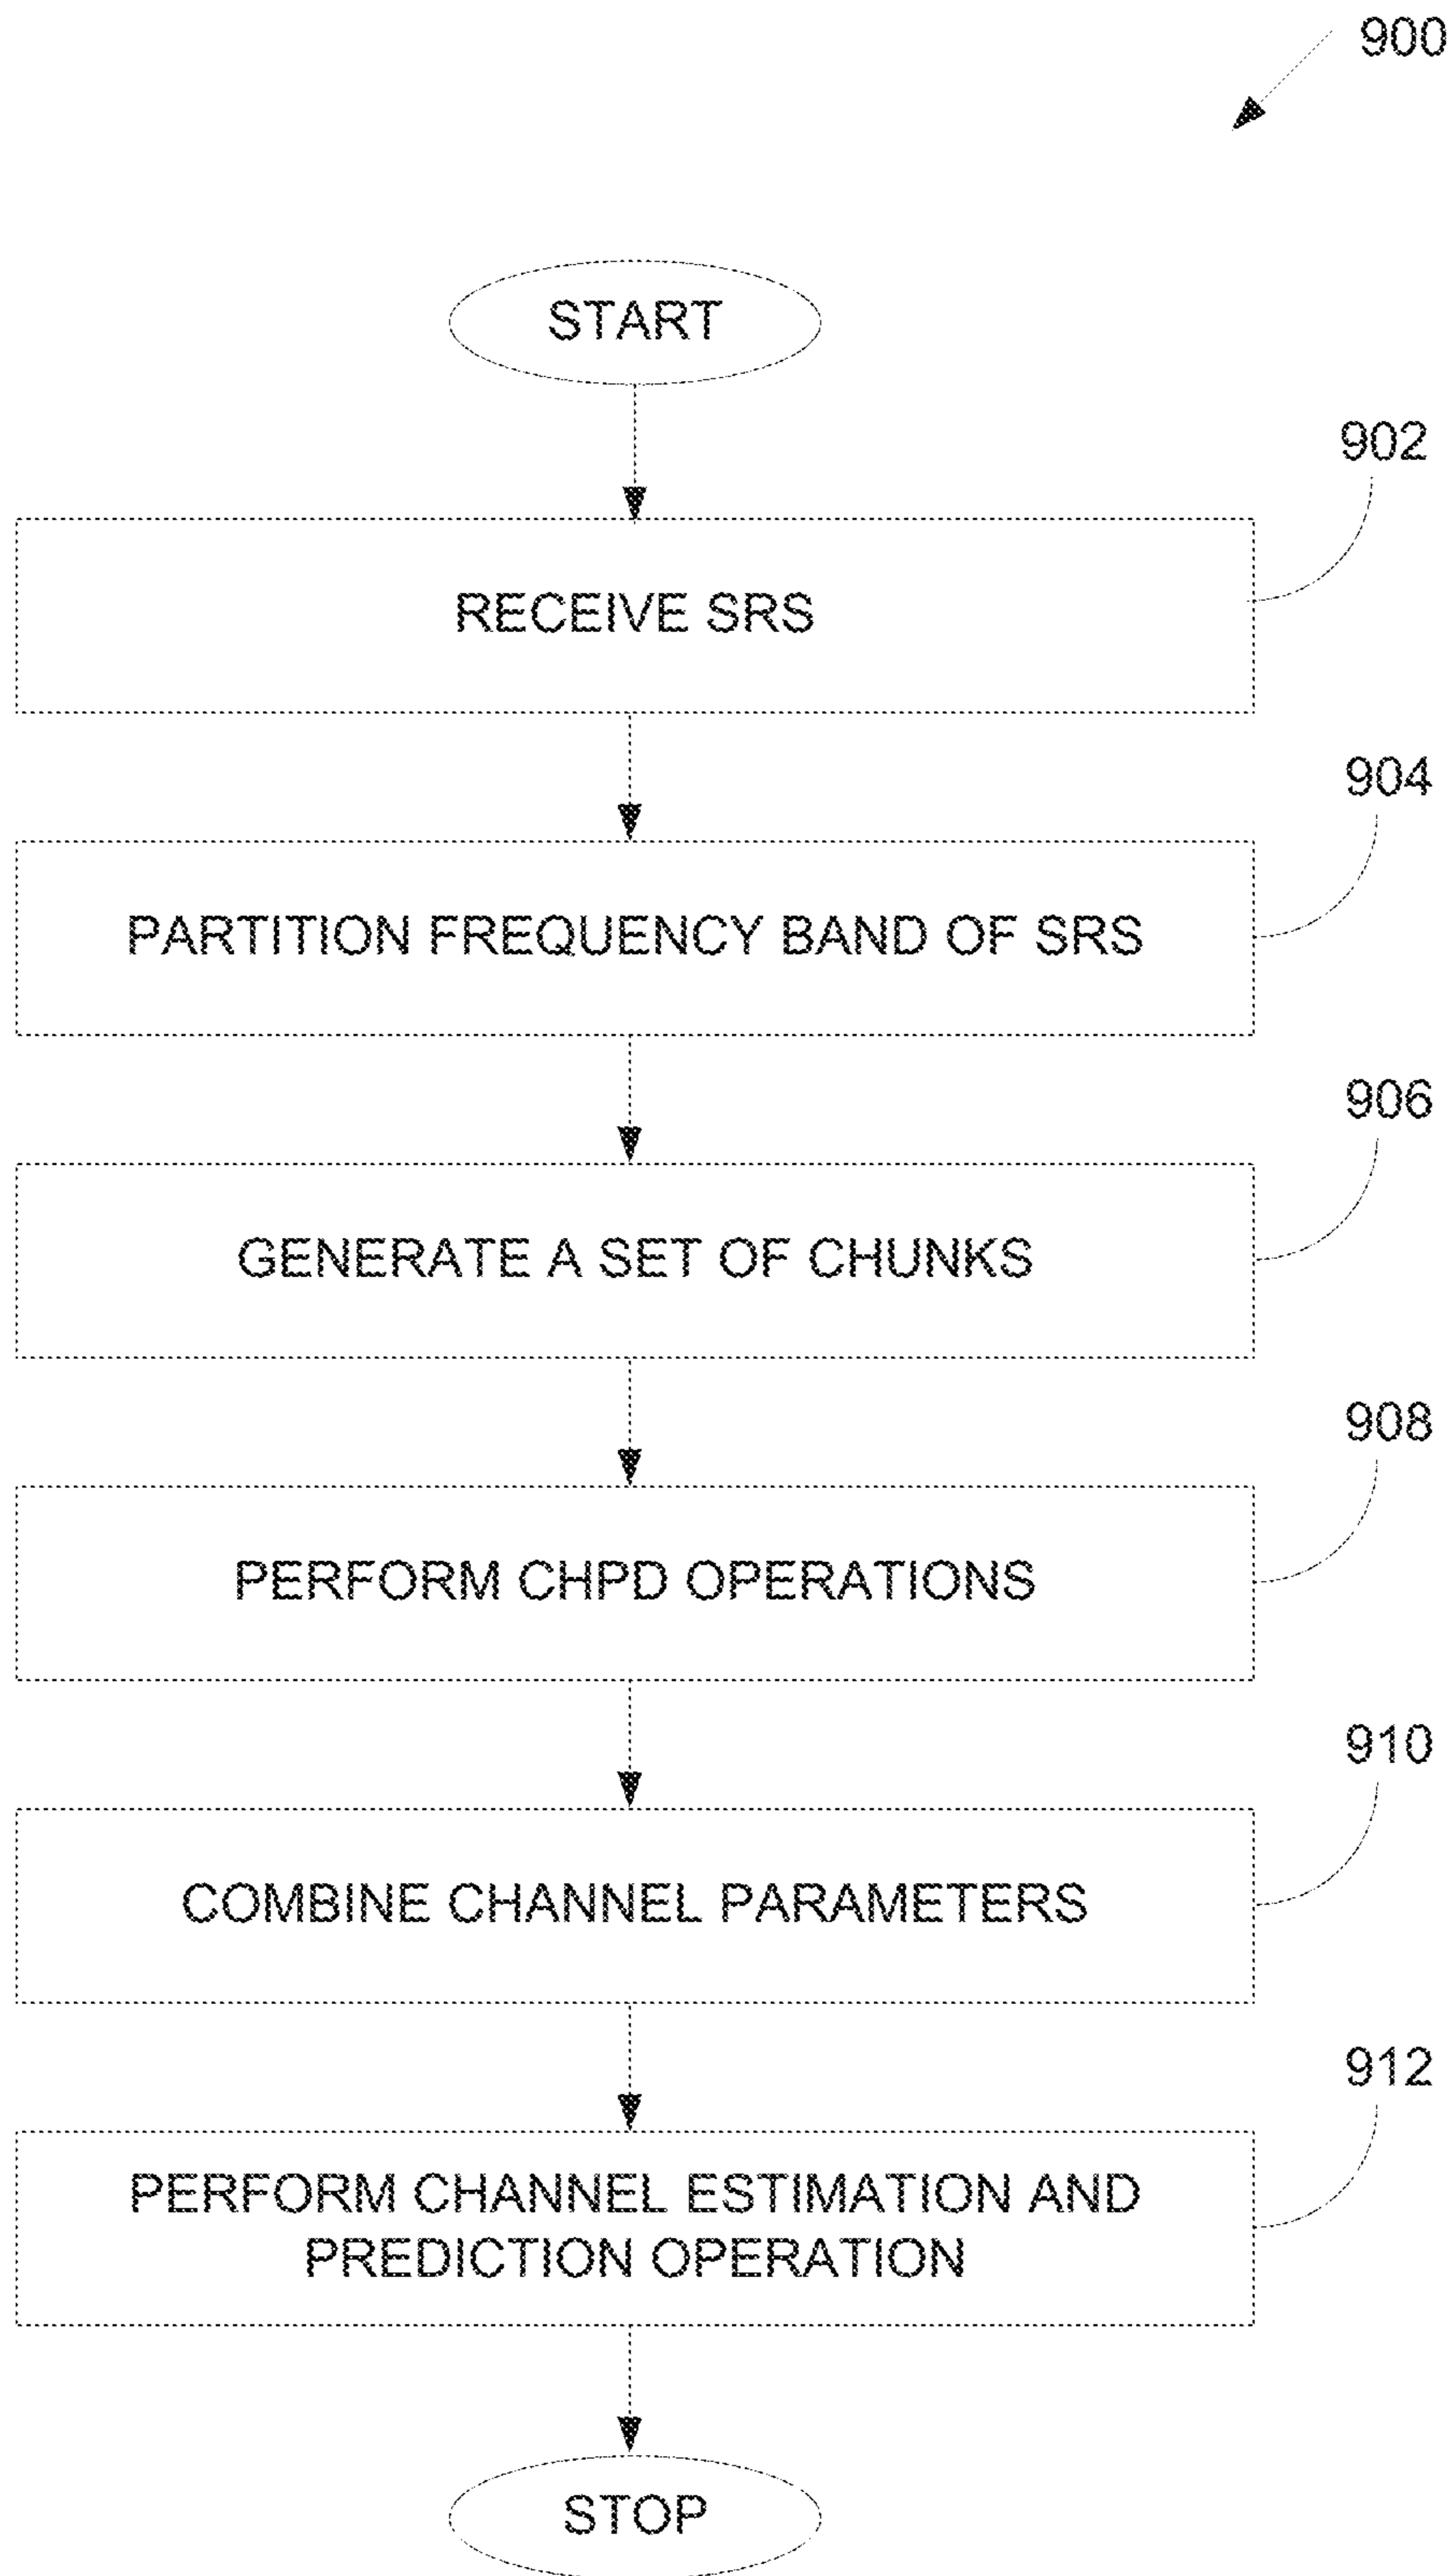 900
START
902
RECEIVE SRS
904
PARTITION FREQUENCY BAND OF SRS
906
GENERATE A SET OF CHUNKS
908
PERFORM CHPD OPERATIONS
910
COMBINE CHANNEL PARAMETERS
912
PERFORM CHANNEL ESTIMATION AND
PREDICTION OPERATION
STOP